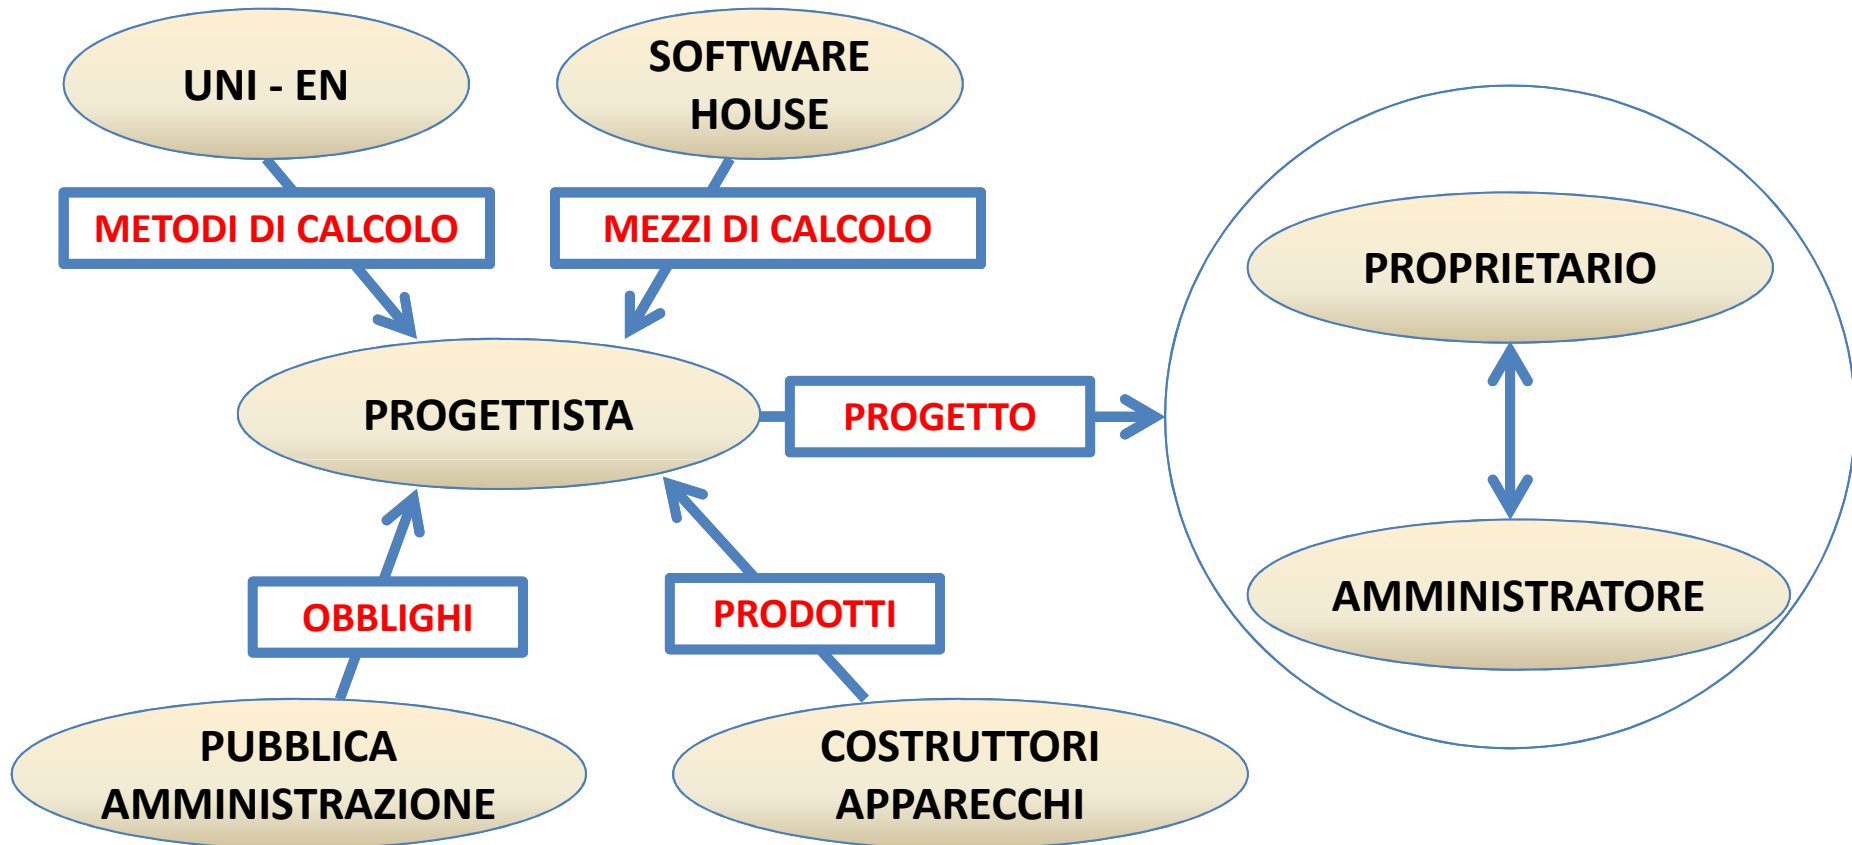 UNI - EN
SOFTWARE
HOUSE
METODI DI CALCOLO
MEZZI DI CALCOLO
PROPRIETARIO
PROGETTISTA
PROGETTO
AMMINISTRATORE
OBBLIGHI
PRODOTTI
PUBBLICA
AMMINISTRAZIONE
COSTRUTTORI
APPARECCHI